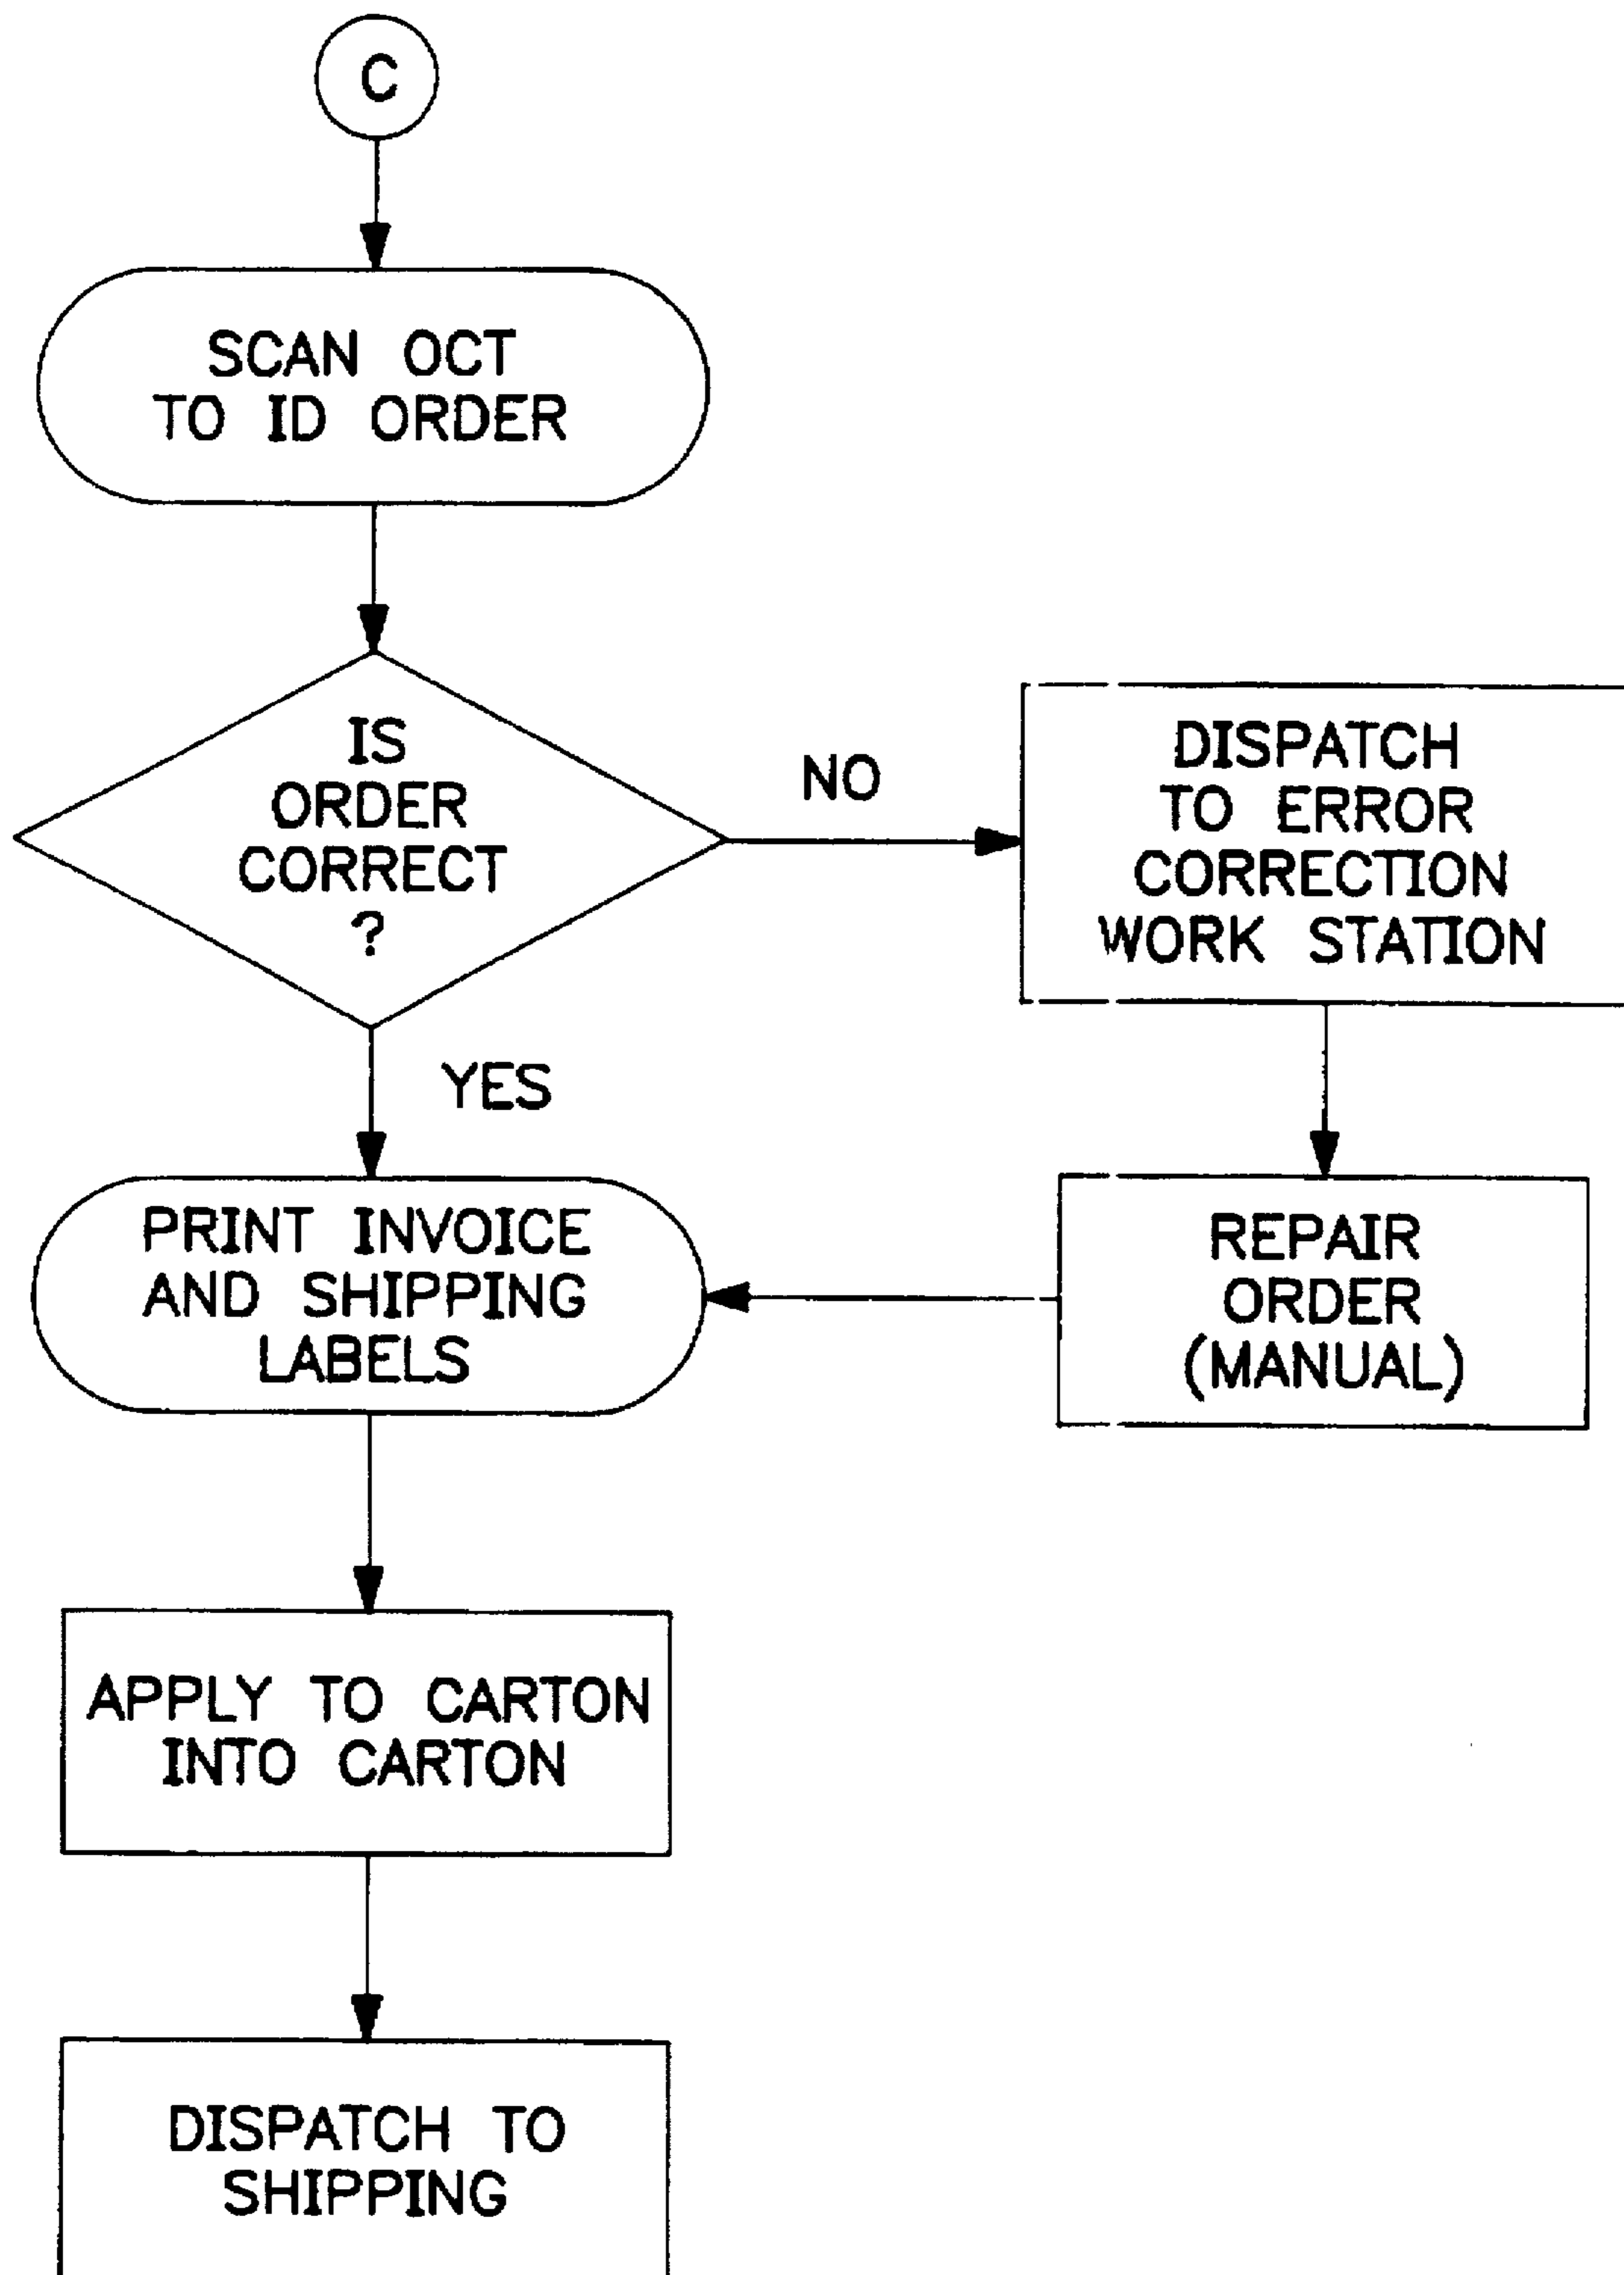 C
SCAN OCT
TO ID ORDER
IS
ORDER
CORRECT
?
NO
DISPATCH
TO ERROR
CORRECTION
WORK STATION
YES
PRINT INVOICE
AND SHIPPING
LABELS
REPAIR
ORDER
(MANUAL)
APPLY TO CARTON
INTO CARTON
DISPATCH TO
SHIPPING